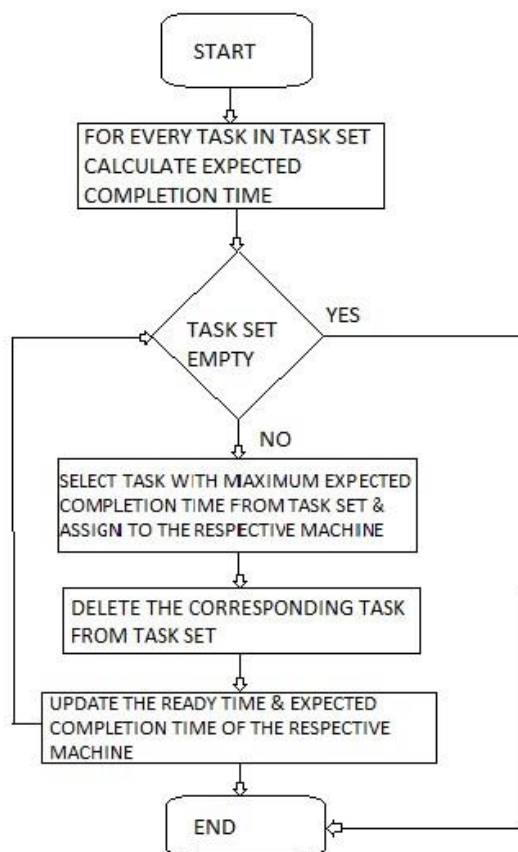 START
FOR EVERY TASK IN TASK SET
CALCULATE EXPECTED
COMPLETION TIME
YES
TASK SET
EMPTY
NO
SELECT TASK WITH MAXIMUM EXPECTED
COMPLETION TIME FROM TASK SET &
ASSIGN TO THE RESPECTIVE MACHINE
DELETE THE CORRESPONDING TASK
FROM TASK SET
UPDATE THE READY TIME & EXPECTED
COMPLETION TIME OF THE RESPECTIVE
MACHINE
END